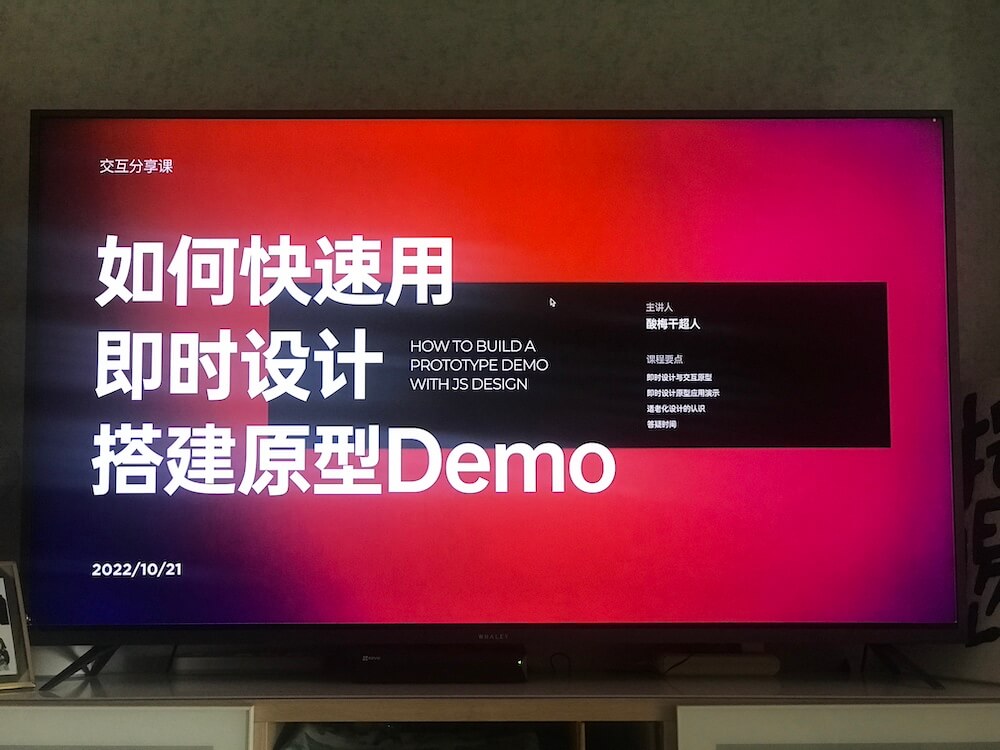 交互分享课
如何快速用
即时设计
搭建原型Demo
HOW TO BUILD A
PROTOTYPE DEMO
WITH JS DESIGN
主讲人
酸梅干超人
课程要点
即时设计与交互原型
即时设计原型应用演示
适老化设计的认识
答疑时间
2022/10/21
WHALEY